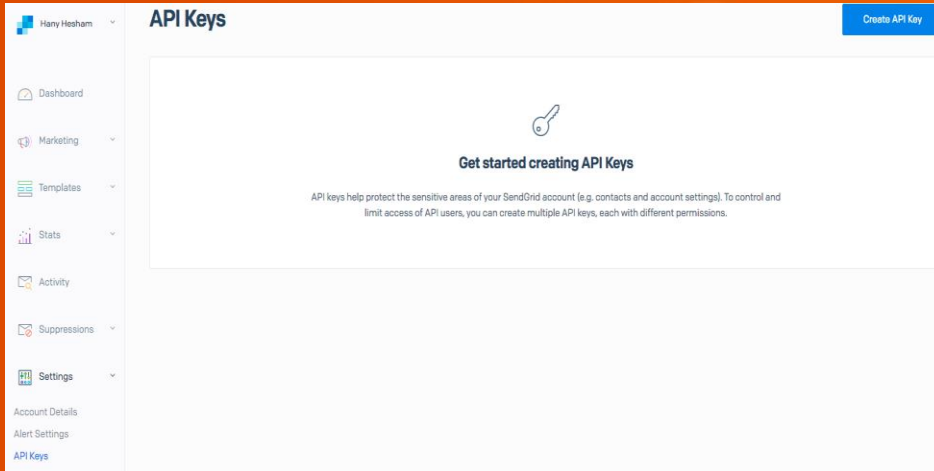 Hany Hesham
API Keys
Create API Key
Dashboard
Marketing
Templates
Stats
Activity
Suppressions
Settings
Account Details
Alert Settings
API Keys
Get started creating API Keys
API keys help protect the sensitive areas of your SendGrid account (e.g. contacts and account settings). To control and
limit access of API users, you can create multiple API keys, each with different permissions.